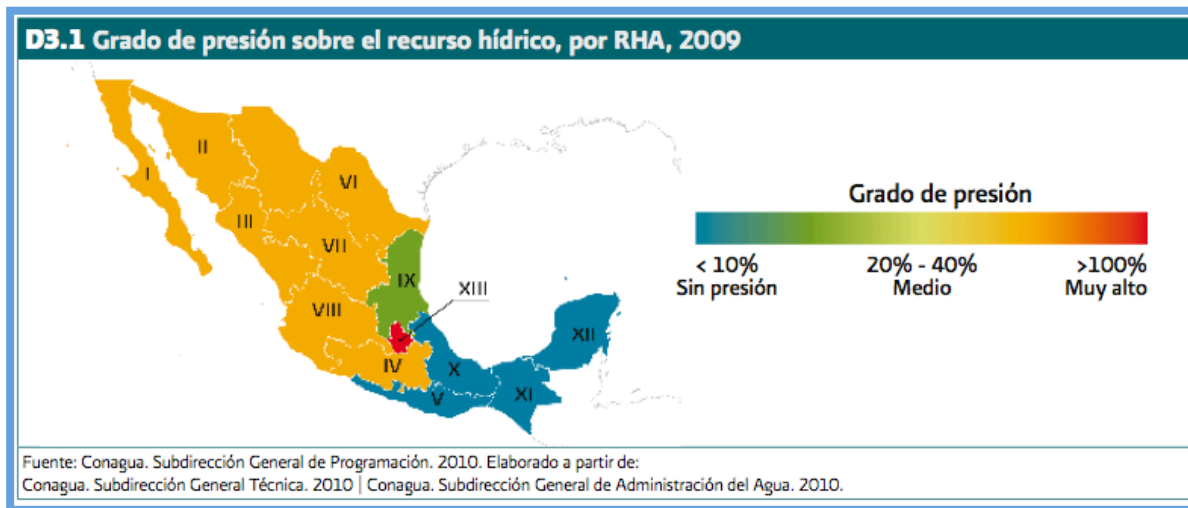 D3.1 Grado de presión sobre el recurso hídrico, por RHA, 2009
I
II
III
VI
VII
VIII
IX
XIII
IV
X
V
XI
XII
Grado de presión
< 10%
Sin presión
20% - 40%
Medio
>100%
Muy alto
Fuente: Conagua. Subdirección General de Programación. 2010. Elaborado a partir de:
Conagua. Subdirección General Técnica. 2010 | Conagua. Subdirección General de Administración del Agua. 2010.